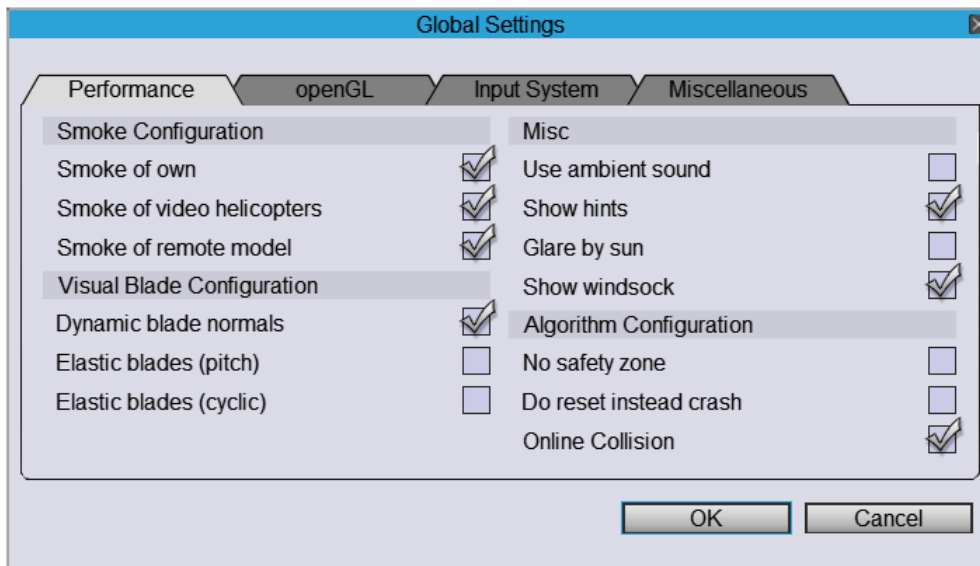 Global Settings
Performance openGL Input System Miscellaneous
Smoke Configuration
Smoke of own
Smoke of video helicopters
Smoke of remote model
Visual Blade Configuration
Dynamic blade normals
Elastic blades (pitch)
Elastic blades (cyclic)
Misc
Use ambient sound
Show hints
Glare by sun
Show windsock
Algorithm Configuration
No safety zone
Do reset instead crash
Online Collision
OK Cancel